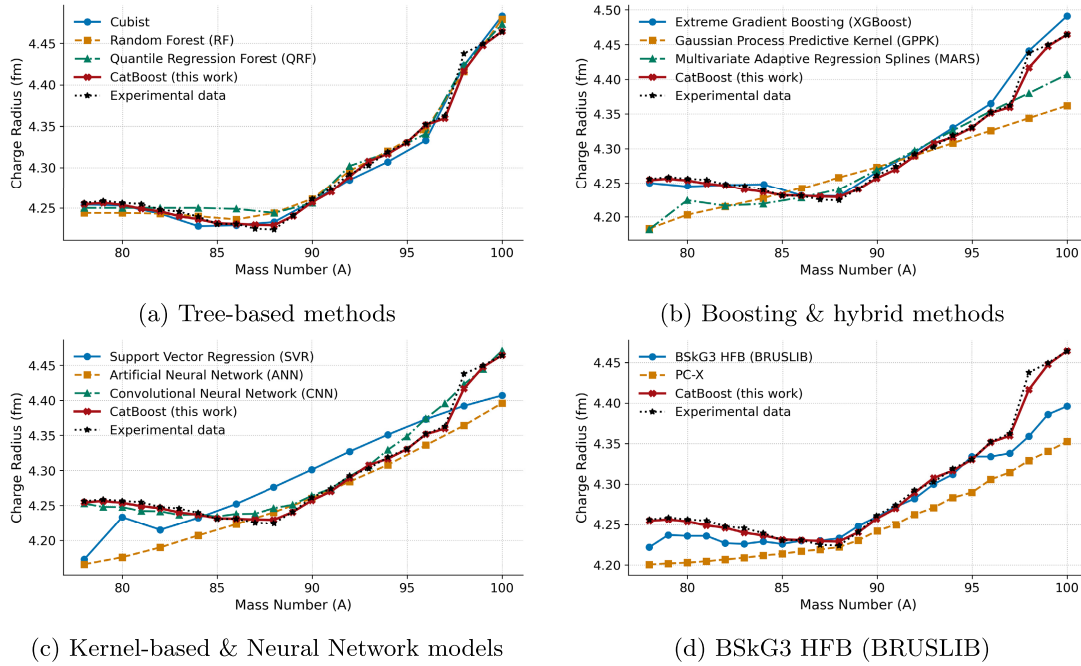 Cubist
Random Forest (RF)
Quantile Regression Forest (QRF)
CatBoost (this work)
Experimental data
Charge Radius (fm)
4.45
4.40
4.35
4.30
4.25
80 85 90 95 100
Mass Number (A)
(a) Tree-based methods
Extreme Gradient Boosting (XGBoost)
Gaussian Process Predictive Kernel (GPPK)
Multivariate Adaptive Regression Splines (MARS)
CatBoost (this work)
Experimental data
Charge Radius (fm)
4.50
4.45
4.40
4.35
4.30
4.25
4.20
80 85 90 95 100
Mass Number (A)
(b) Boosting & hybrid methods
Support Vector Regression (SVR)
Artificial Neural Network (ANN)
Convolutional Neural Network (CNN)
CatBoost (this work)
Experimental data
Charge Radius (fm)
4.45
4.40
4.35
4.30
4.25
4.20
80 85 90 95 100
Mass Number (A)
(c) Kernel-based & Neural Network models
BSkG3 HFB (BRUSLIB)
PC-X
CatBoost (this work)
Experimental data
Charge Radius (fm)
4.45
4.40
4.35
4.30
4.25
4.20
80 85 90 95 100
Mass Number (A)
(d) BSkG3 HFB (BRUSLIB)